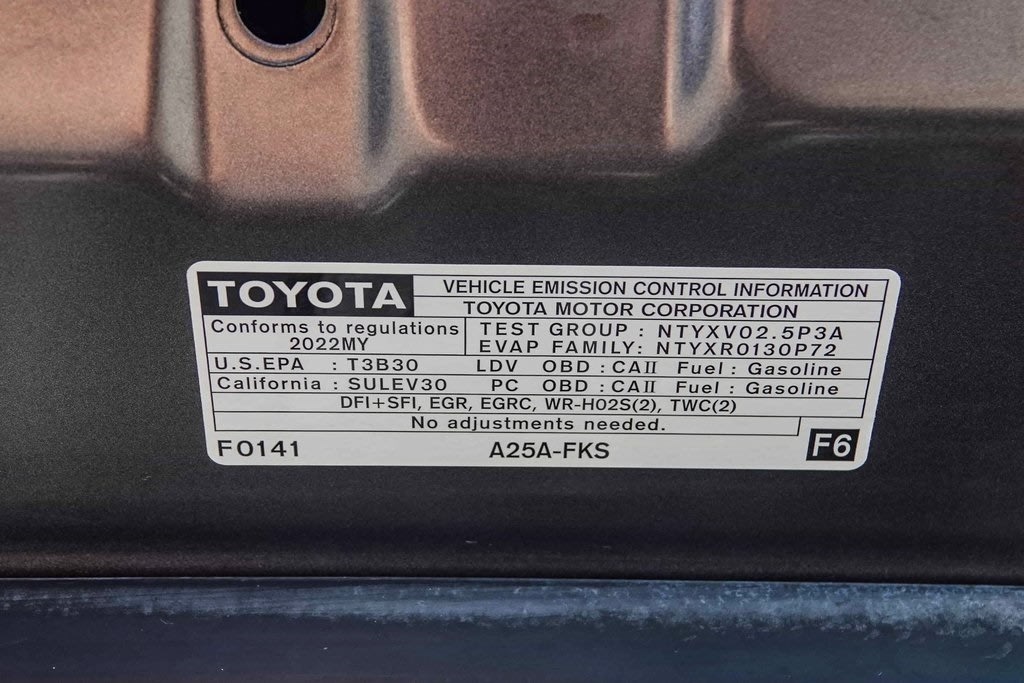 TOYOTA
VEHICLE EMISSION CONTROL INFORMATION
TOYOTA MOTOR CORPORATION
Conforms to regulations
2022MY
TEST GROUP : NTYXV02.5P3A
EVAP FAMILY: NTYXR0130P72
U.S.EPA : T3B30 LDV OBD : CAII Fuel : Gasoline
California : SULEV30 PC OBD : CAII Fuel : Gasoline
DFI+SFI, EGR, EGRC, WR-HO2S(2), TWC(2)
No adjustments needed.
F0141 A25A-FKS F6